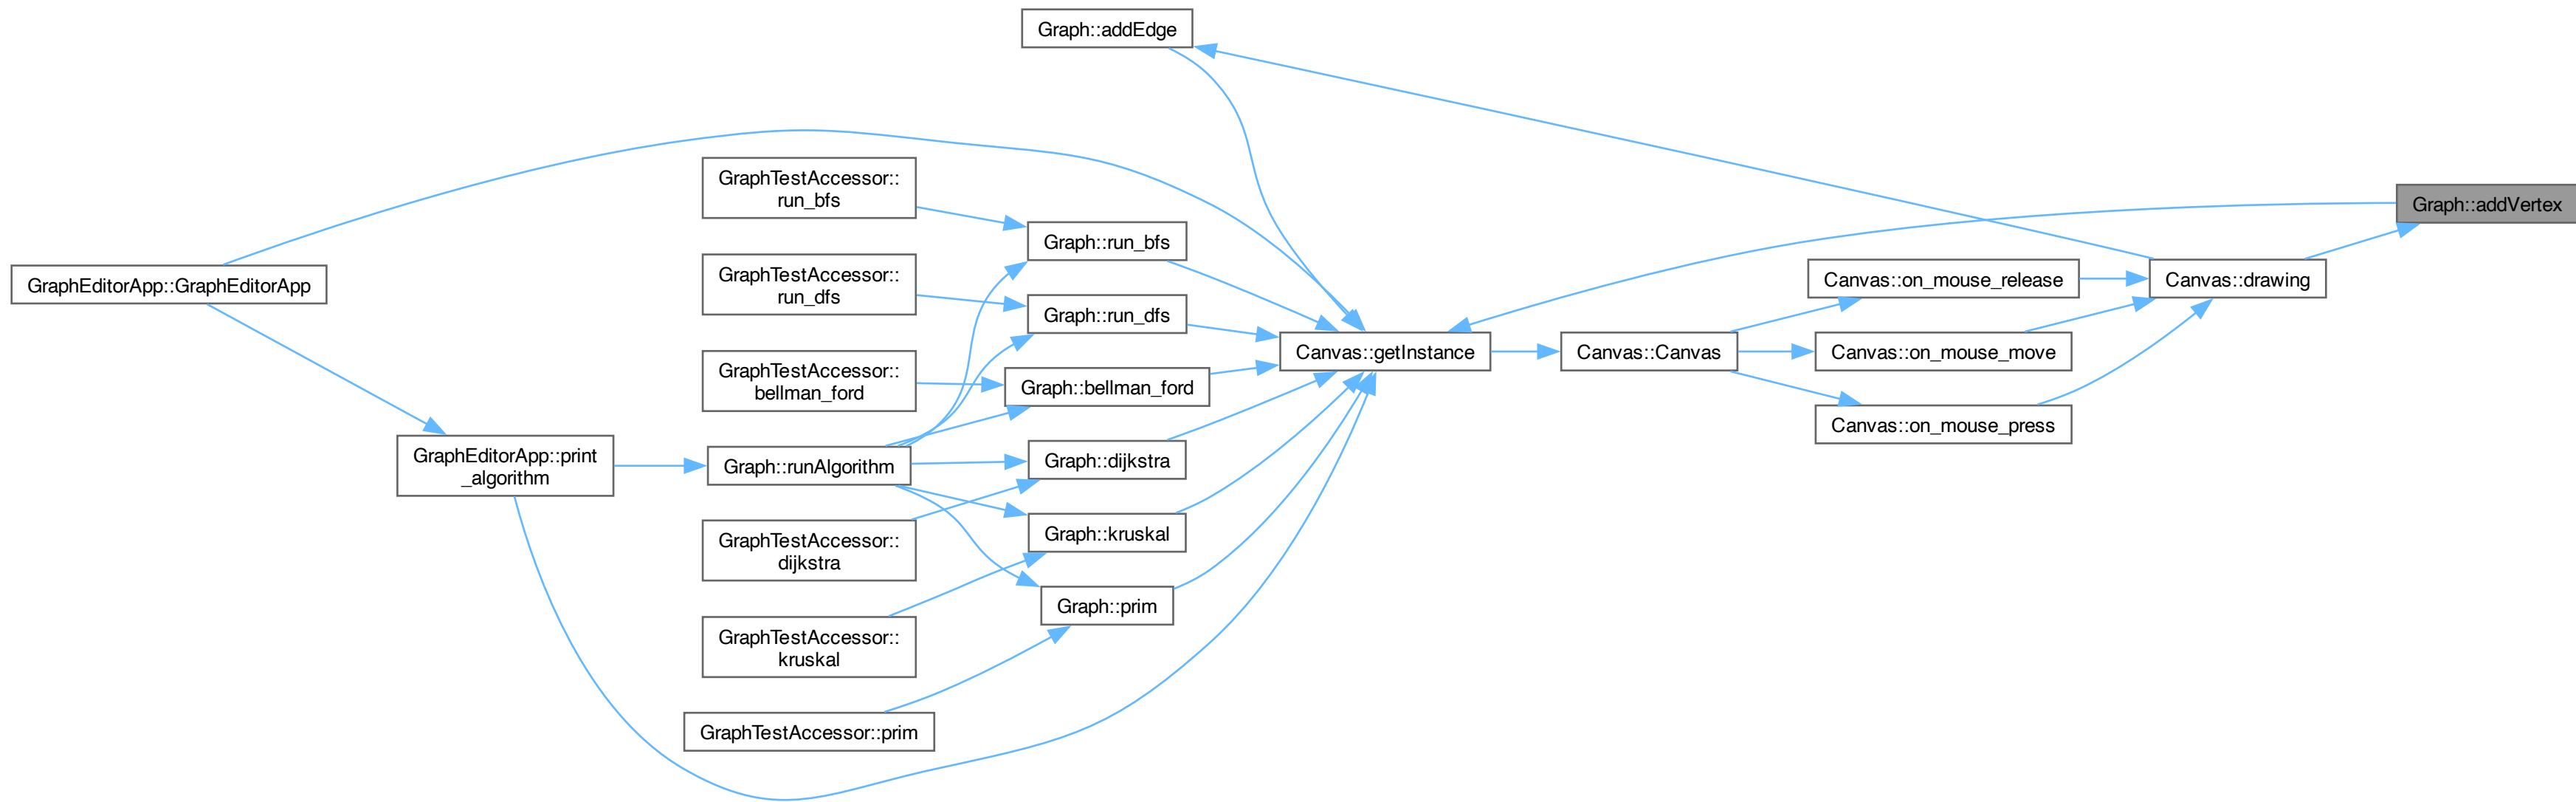 Graph::addEdge
GraphTestAccessor::
run_bfs
Graph::addVertex
Graph::run_bfs
GraphEditorApp::GraphEditorApp
GraphTestAccessor::
run_dfs
Canvas::on_mouse_release
Canvas::drawing
Graph::run_dfs
Canvas::getInstance
Canvas::Canvas
Canvas::on_mouse_move
GraphTestAccessor::
bellman_ford
Graph::bellman_ford
Canvas::on_mouse_press
GraphEditorApp::print
_algorithm
Graph::runAlgorithm
Graph::dijkstra
GraphTestAccessor::
dijkstra
Graph::kruskal
Graph::prim
GraphTestAccessor::
kruskal
GraphTestAccessor::prim